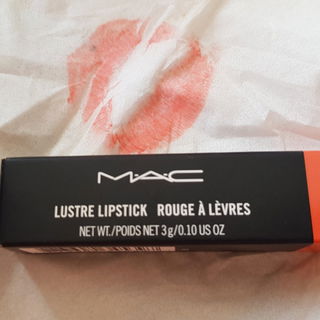 M·A·C
LUSTRE LIPSTICK ROUGE À LÈVRES
NET WT./POIDS NET 3 g/0.10 US OZ